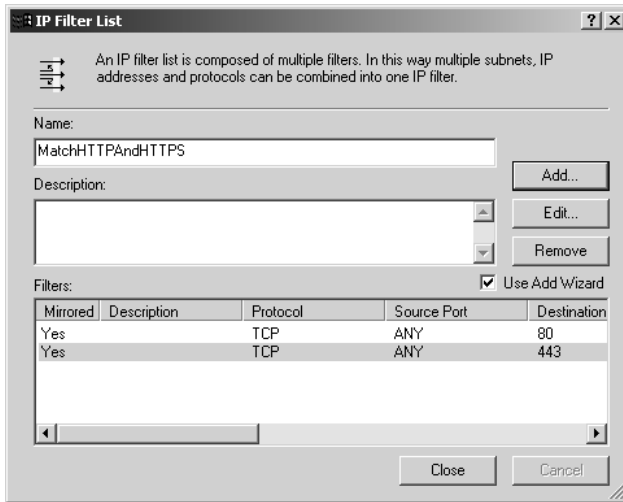 IP Filter List
An IP filter list is composed of multiple filters. In this way multiple subnets, IP
addresses and protocols can be combined into one IP filter.
Name:
MatchHTTPAndHTTPS
Add...
Description:
Edit...
Remove
Filters:
Use Add Wizard
Mirrored Description Protocol Source Port Destination
Yes TCP ANY 80
Yes TCP ANY 443
Close Cancel